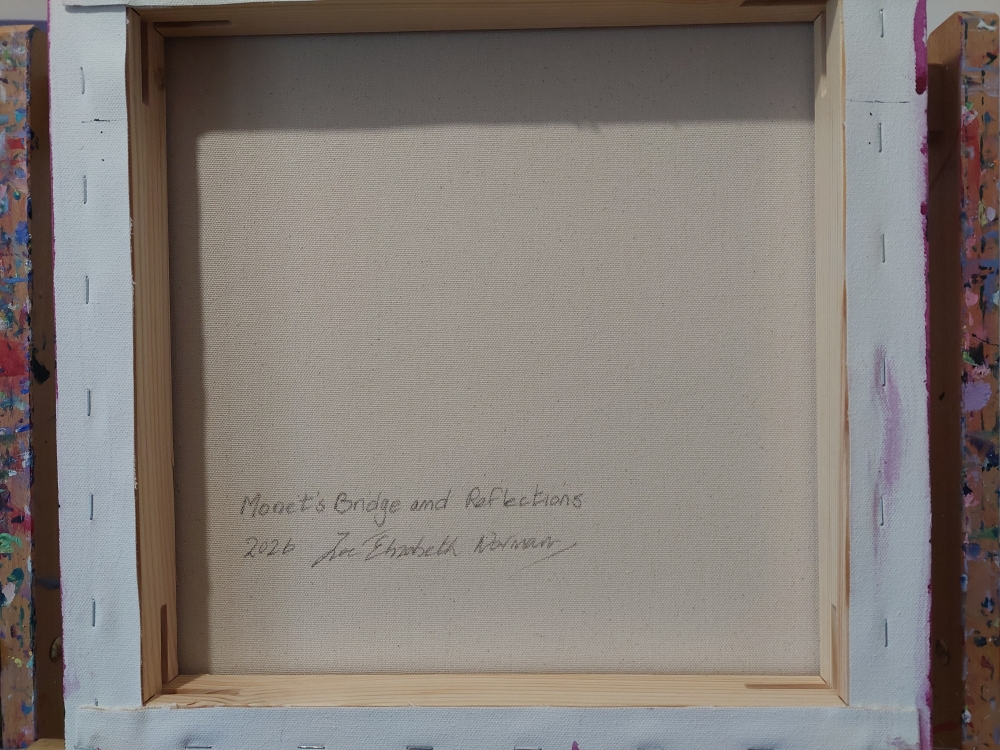 Monet's Bridge and Reflections
2026 Zoe Elizabeth Norman